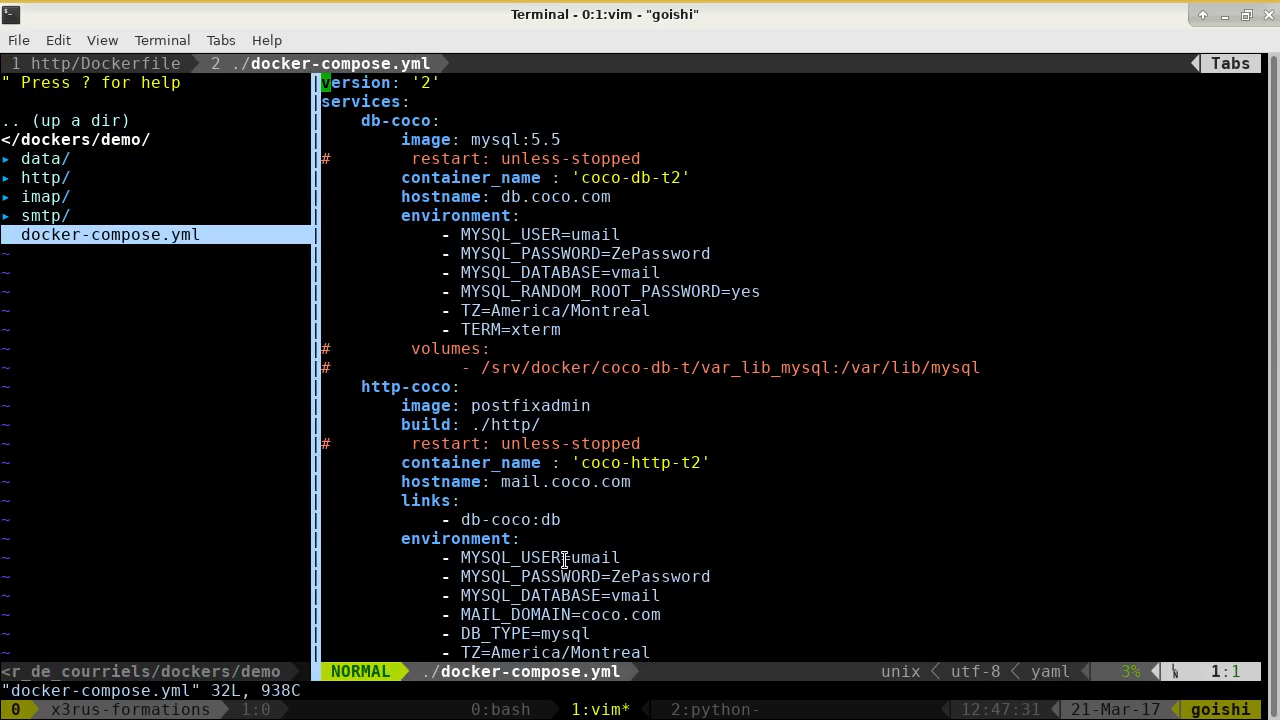 Terminal - 0:1:vim - "goishi"
File Edit View Terminal Tabs Help
1 http/Dockerfile 2 ./docker-compose.yml Tabs
" Press ? for help
.. (up a dir)
</dockers/demo/
▸ data/
▸ http/
▸ imap/
▸ smtp/
docker-compose.yml
version: '2'
services:
    db-coco:
        image: mysql:5.5
#        restart: unless-stopped
        container_name : 'coco-db-t2'
        hostname: db.coco.com
        environment:
            - MYSQL_USER=umail
            - MYSQL_PASSWORD=ZePassword
            - MYSQL_DATABASE=vmail
            - MYSQL_RANDOM_ROOT_PASSWORD=yes
            - TZ=America/Montreal
            - TERM=xterm
#        volumes:
#             - /srv/docker/coco-db-t/var_lib_mysql:/var/lib/mysql
    http-coco:
        image: postfixadmin
        build: ./http/
#        restart: unless-stopped
        container_name : 'coco-http-t2'
        hostname: mail.coco.com
        links:
            - db-coco:db
        environment:
            - MYSQL_USER=umail
            - MYSQL_PASSWORD=ZePassword
            - MYSQL_DATABASE=vmail
            - MAIL_DOMAIN=coco.com
            - DB_TYPE=mysql
            - TZ=America/Montreal
<r_de_courriels/dockers/demo NORMAL ./docker-compose.yml unix utf-8 yaml 3% 1:1
"docker-compose.yml" 32L, 938C
0 x3rus-formations 1:0 0:bash 1:vim* 2:python- 12:47:31 21-Mar-17 goishi